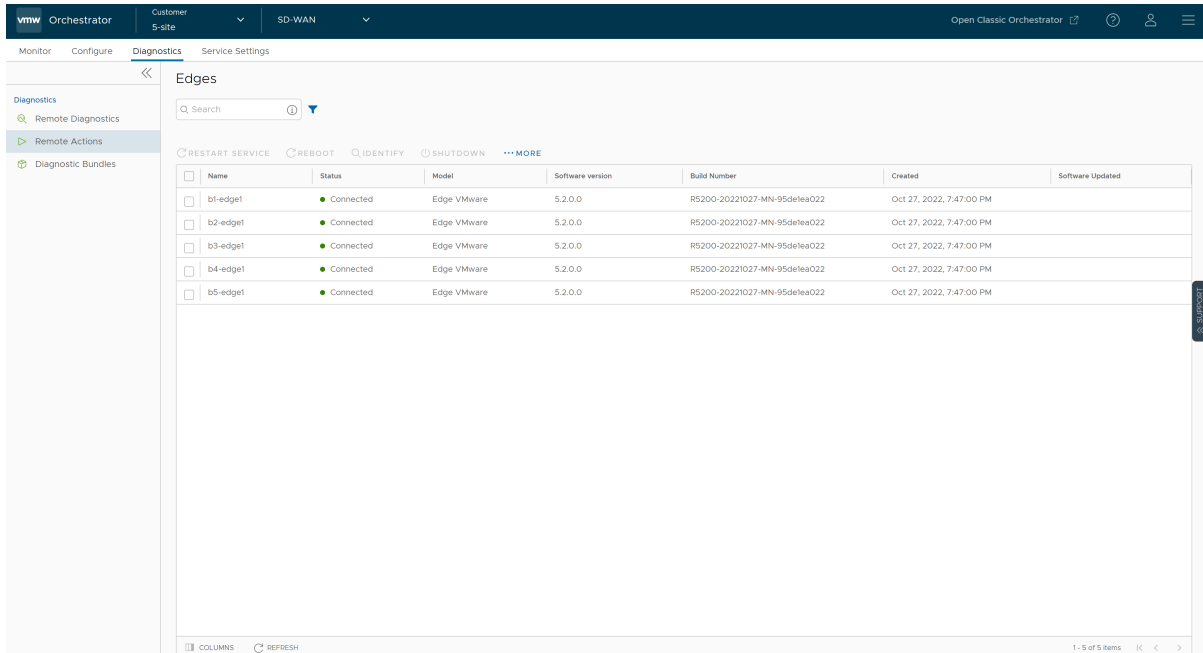 vmw Orchestrator
Customer
5-site
SD-WAN
Open Classic Orchestrator
Monitor Configure Diagnostics Service Settings
Diagnostics
Remote Diagnostics
Remote Actions
Diagnostic Bundles
Edges
Search
RESTART SERVICE REBOOT IDENTIFY SHUTDOWN ··· MORE
Name Status Model Software version Build Number Created Software Updated
b1-edge1 Connected Edge VMware 5.2.0.0 R5200-20221027-MN-95de1ea022 Oct 27, 2022, 7:47:00 PM
b2-edge1 Connected Edge VMware 5.2.0.0 R5200-20221027-MN-95de1ea022 Oct 27, 2022, 7:47:00 PM
b3-edge1 Connected Edge VMware 5.2.0.0 R5200-20221027-MN-95de1ea022 Oct 27, 2022, 7:47:00 PM
b4-edge1 Connected Edge VMware 5.2.0.0 R5200-20221027-MN-95de1ea022 Oct 27, 2022, 7:47:00 PM
b5-edge1 Connected Edge VMware 5.2.0.0 R5200-20221027-MN-95de1ea022 Oct 27, 2022, 7:47:00 PM
SUPPORT
COLUMNS REFRESH
1 - 5 of 5 items